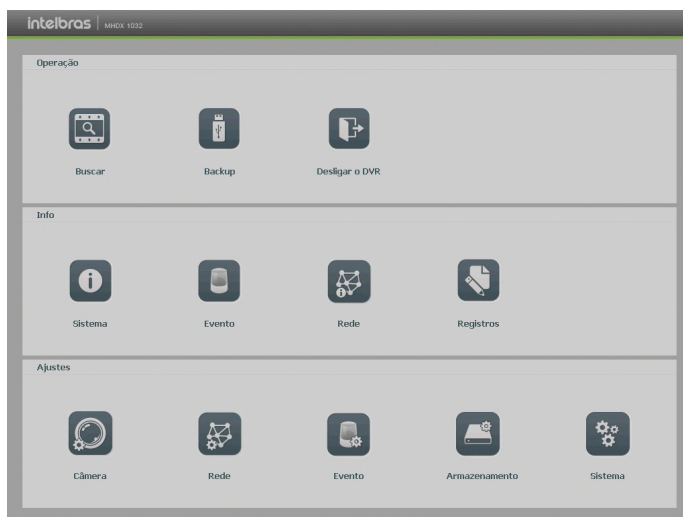 intelbras | MHDX 1032
Operação
Buscar Backup Desligar o DVR
Info
Sistema Evento Rede Registros
Ajustes
Câmera Rede Evento Armazenamento Sistema